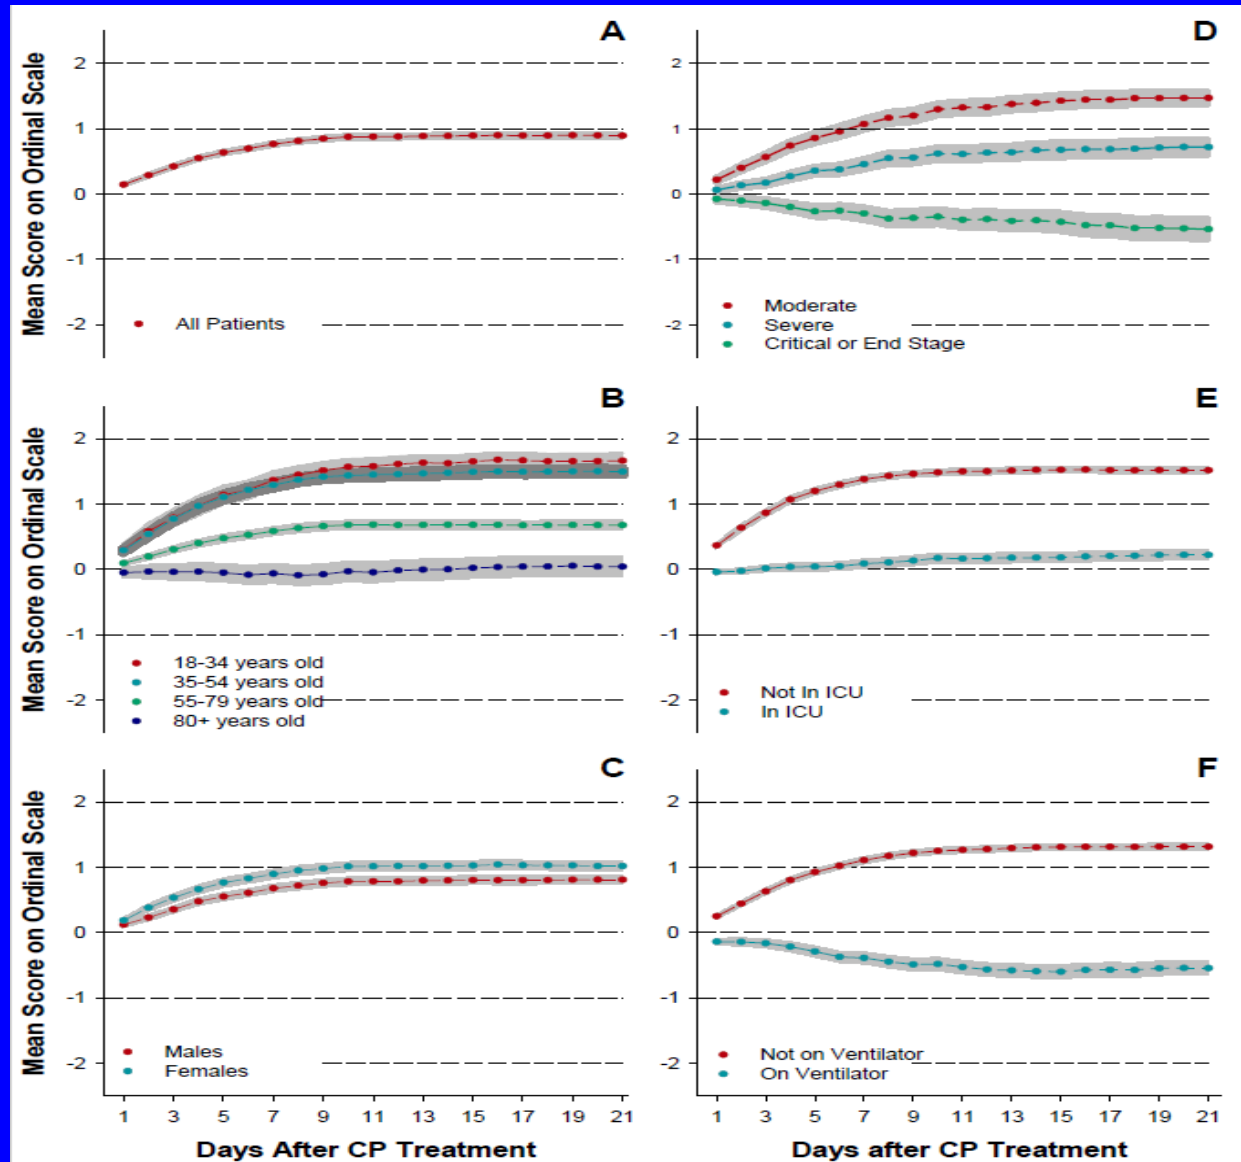 A
Mean Score on Ordinal Scale
2
1
0
-1
-2
All Patients
B
Mean Score on Ordinal Scale
2
1
0
-1
-2
18-34 years old
35-54 years old
55-79 years old
80+ years old
C
Mean Score on Ordinal Scale
2
1
0
-1
-2
Males
Females
1 3 5 7 9 11 13 15 17 19 21
Days After CP Treatment
D
2
1
0
-1
-2
Moderate
Severe
Critical or End Stage
E
2
1
0
-1
-2
Not In ICU
In ICU
F
2
1
0
-1
-2
Not on Ventilator
On Ventilator
1 3 5 7 9 11 13 15 17 19 21
Days after CP Treatment